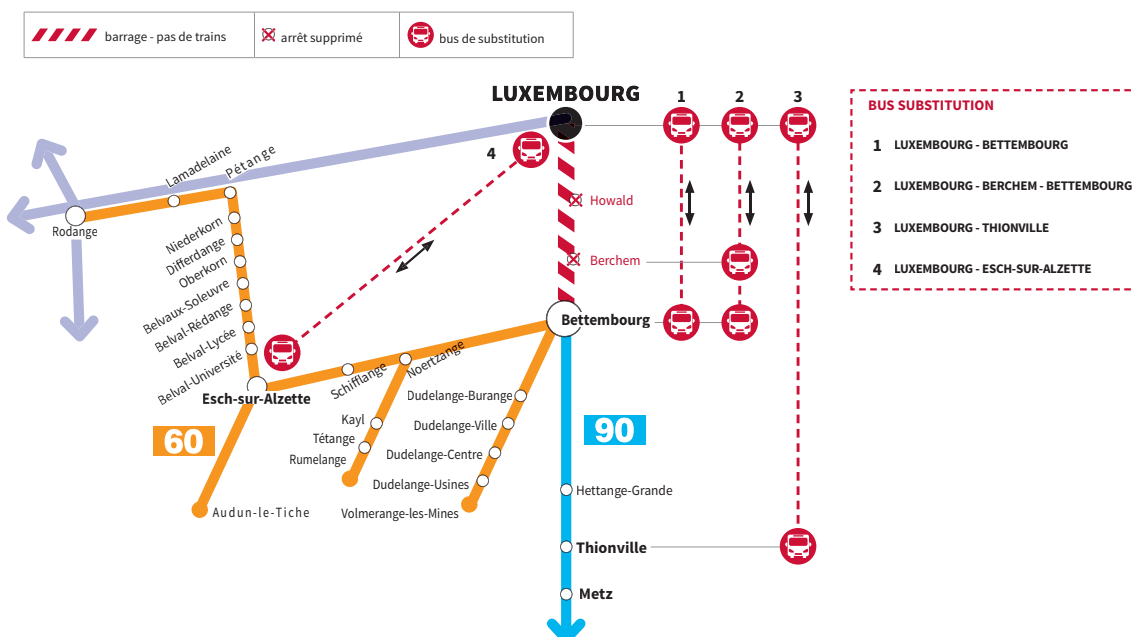 barrage - pas de trains
arrêt supprimé
bus de substitution
LUXEMBOURG
1
2
3
BUS SUBSTITUTION
1 LUXEMBOURG - BETTEMBOURG
2 LUXEMBOURG - BERCHEM - BETTEMBOURG
3 LUXEMBOURG - THIONVILLE
4 LUXEMBOURG - ESCH-SUR-ALZETTE
4
Lamadelaine
Pétange
Rodange
Howald
Niederkorn
Differdange
Oberkorn
Belvaux-Soleuvre
Belval-Rédange
Belval-Lycée
Belval-Université
Berchem
Bettembourg
Esch-sur-Alzette
Schifflange
Noertzange
Kayl
Tétange
Rumelange
Dudelange-Burange
Dudelange-Ville
Dudelange-Centre
Dudelange-Usines
Volmerange-les-Mines
60
90
Audun-le-Tiche
Hettange-Grande
Thionville
Metz